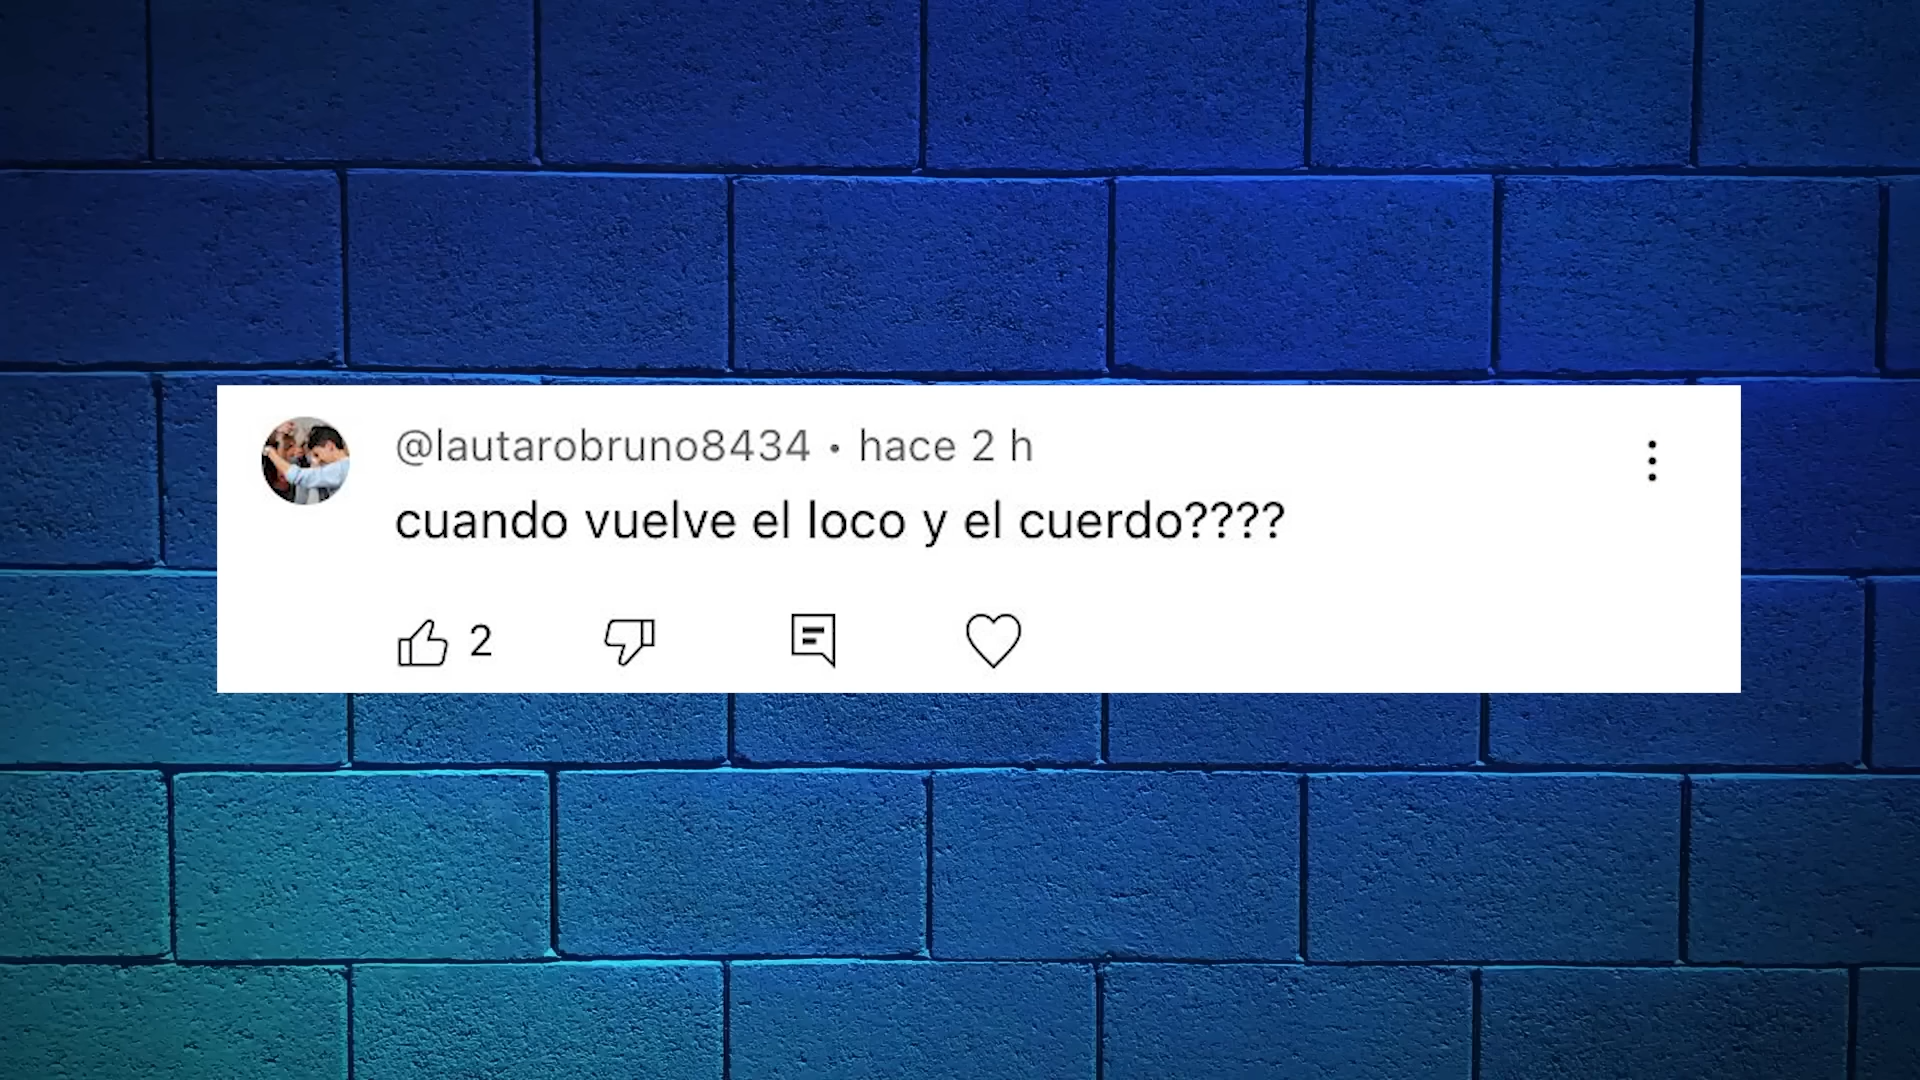 @lautarobruno8434 • hace 2 h
cuando vuelve el loco y el cuerdo????
2